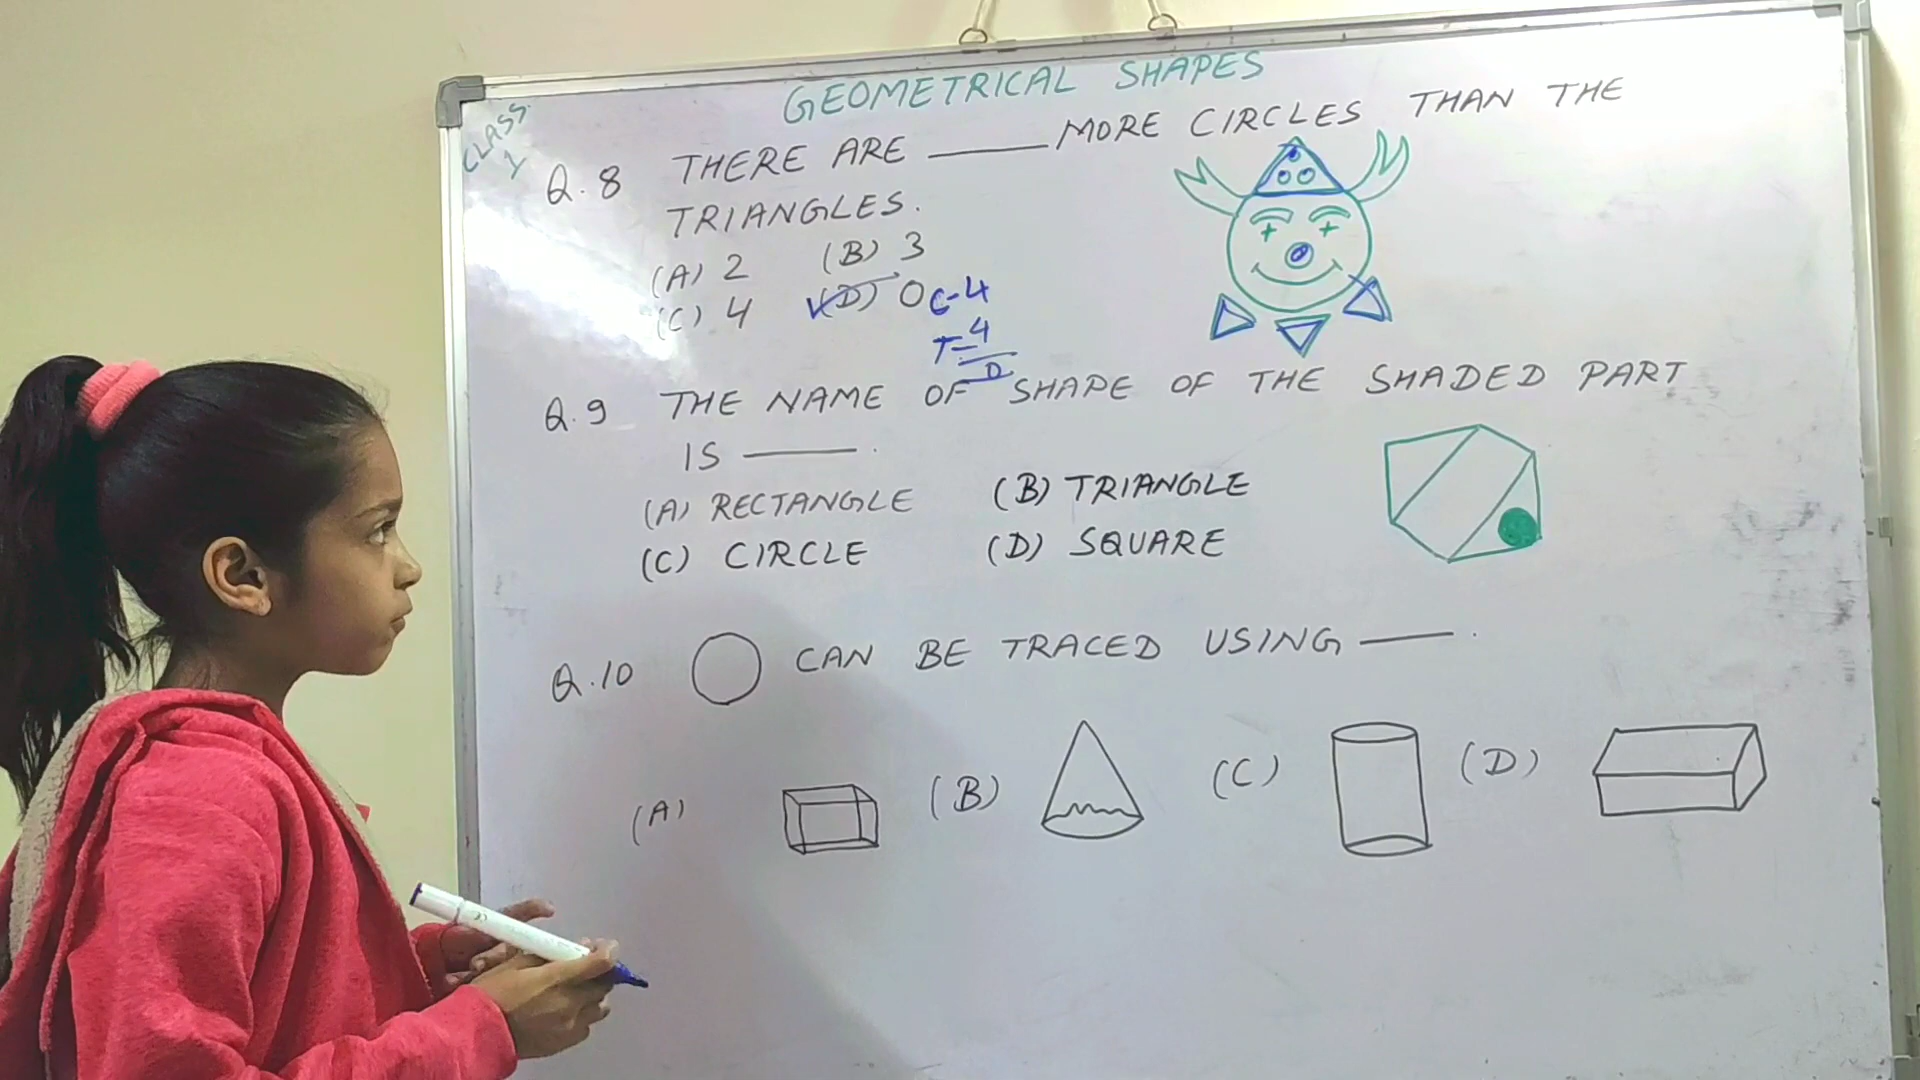 GEOMETRICAL SHAPES
CLASS
1
Q.8 THERE ARE ____ MORE CIRCLES THAN THE
TRIANGLES.
(A) 2 (B) 3
(C) 4 (D) 0
C-4
T-4
0
Q.9 THE NAME OF SHAPE OF THE SHADED PART
IS ____.
(A) RECTANGLE (B) TRIANGLE
(C) CIRCLE (D) SQUARE
Q.10 CAN BE TRACED USING ____.
(A) (B) (C) (D)